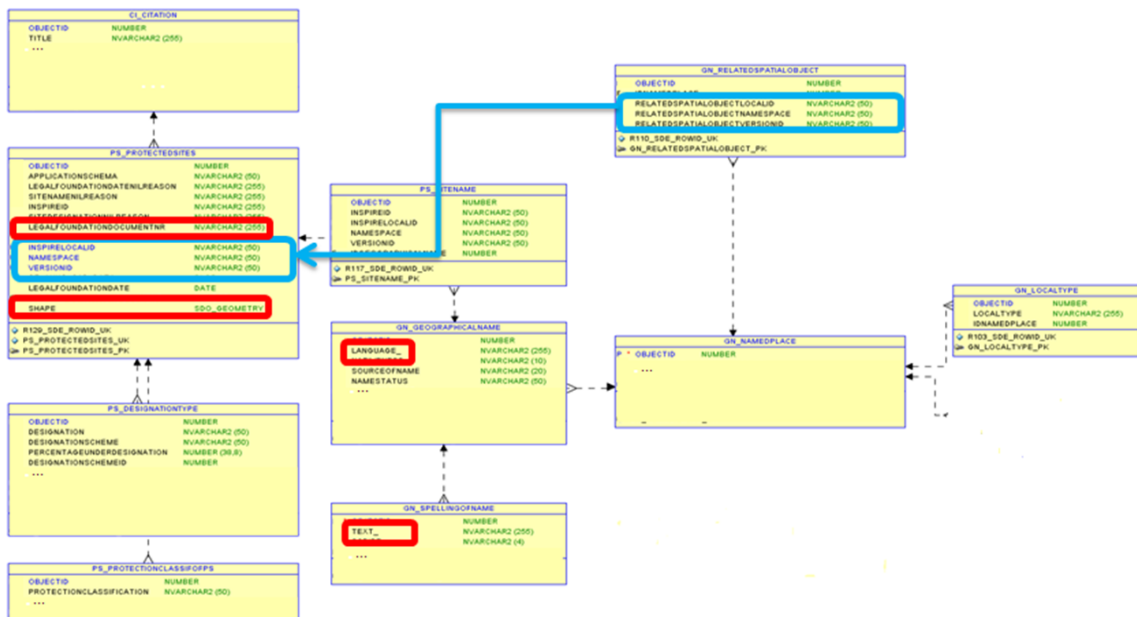 CI_CITATION
OBJECTID NUMBER
TITLE NVARCHAR2 (255)
...
PS_PROTECTEDSITES
OBJECTID NUMBER
APPLICATIONSCHEMA NVARCHAR2 (50)
LEGALFOUNDATIONDATENILREASON NVARCHAR2 (255)
SITENAMENILREASON NVARCHAR2 (255)
INSPIREID NVARCHAR2 (255)
LEGALFOUNDATIONDOCUMENTNR NVARCHAR2 (255)
INSPIRELOCALID NVARCHAR2 (50)
NAMESPACE NVARCHAR2 (50)
VERSIONID NVARCHAR2 (50)
LEGALFOUNDATIONDATE DATE
SHAPE SDO_GEOMETRY
R129_SDE_ROWID_UK
PS_PROTECTEDSITES_UK
PS_PROTECTEDSITES_PK
PS_DESIGNATIONTYPE
OBJECTID NUMBER
DESIGNATION NVARCHAR2 (50)
DESIGNATIONSCHEME NVARCHAR2 (50)
PERCENTAGEUNDERDESIGNATION NUMBER (38,8)
DESIGNATIONSCHEMEID NUMBER
...
PS_PROTECTIONCLASSIFOFPS
OBJECTID NUMBER
PROTECTIONCLASSIFICATION NVARCHAR2 (50)
...
PS_SITENAME
OBJECTID NUMBER
INSPIREID NVARCHAR2 (50)
INSPIRELOCALID NVARCHAR2 (50)
NAMESPACE NVARCHAR2 (50)
VERSIONID NVARCHAR2 (50)
NUMBER
R117_SDE_ROWID_UK
PS_SITENAME_PK
GN_GEOGRAPHICALNAME
NUMBER
LANGUAGE_ NVARCHAR2 (255)
NVARCHAR2 (10)
SOURCEOFNAME NVARCHAR2 (20)
NAMESTATUS NVARCHAR2 (50)
...
GN_SPELLINGOFNAME
NUMBER
TEXT_ NVARCHAR2 (255)
NVARCHAR2 (4)
...
GN_RELATEDSPATIALOBJECT
OBJECTID NUMBER
RELATEDSPATIALOBJECTLOCALID NVARCHAR2 (50)
RELATEDSPATIALOBJECTNAMESPACE NVARCHAR2 (50)
RELATEDSPATIALOBJECTVERSIONID NVARCHAR2 (50)
R110_SDE_ROWID_UK
GN_RELATEDSPATIALOBJECT_PK
GN_NAMEDPLACE
P * OBJECTID NUMBER
...
GN_LOCALTYPE
OBJECTID NUMBER
LOCALTYPE NVARCHAR2 (255)
IDNAMEDPLACE NUMBER
R103_SDE_ROWID_UK
GN_LOCALTYPE_PK